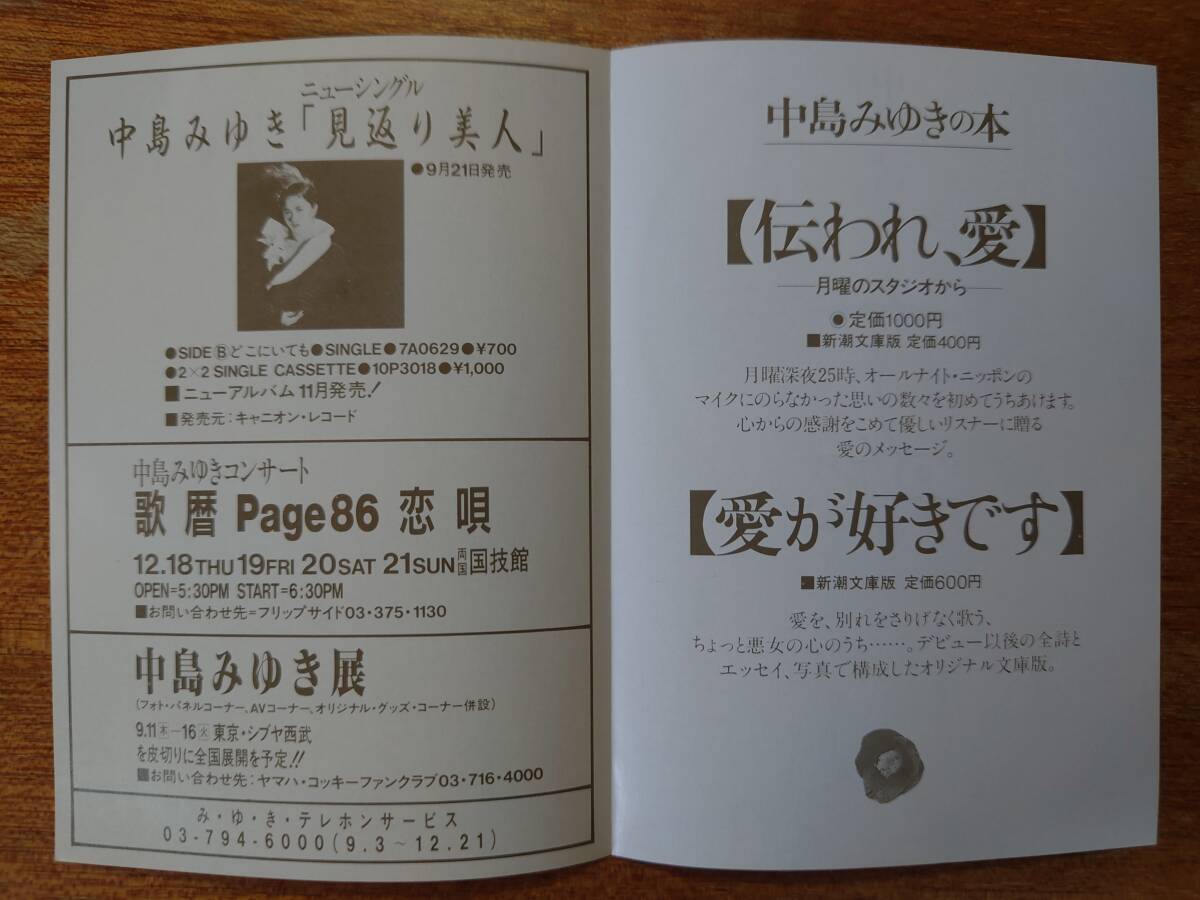 ニューシングル
中島みゆき「見返り美人」
●9月21日発売
●SIDE Ⓑどこにいても●SINGLE●7A0629●¥700
●2×2 SINGLE CASSETTE●10P3018●¥1,000
■ニューアルバム 11月発売!
■発売元:キャニオン・レコード
中島みゆきコンサート
歌暦 Page86 恋唄
12.18THU 19FRI 20SAT 21SUN 両国国技館
OPEN=5:30PM START=6:30PM
■お問い合わせ先=フリップサイド03・375・1130
中島みゆき展
(フォト・パネルコーナー、AVコーナー、オリジナル・グッズ・コーナー併設)
9.11木—16火 東京・シブヤ西武
を皮切りに全国展開を予定!!
■お問い合わせ先:ヤマハ・コッキーファンクラブ03・716・4000
み・ゆ・き・テレホンサービス
03-794-6000(9.3～12.21)
中島みゆきの本
【伝われ、愛】
—月曜のスタジオから—
◉定価1000円
■新潮文庫版 定価400円
月曜深夜25時、オールナイト・ニッポンの
マイクにのらなかった思いの数々を初めてうちあけます。
心からの感謝をこめて優しいリスナーに贈る
愛のメッセージ。
【愛が好きです】
■新潮文庫版 定価600円
愛を、別れをさりげなく歌う、
ちょっと悪女の心のうち……。デビュー以後の全詩と
エッセイ、写真で構成したオリジナル文庫版。